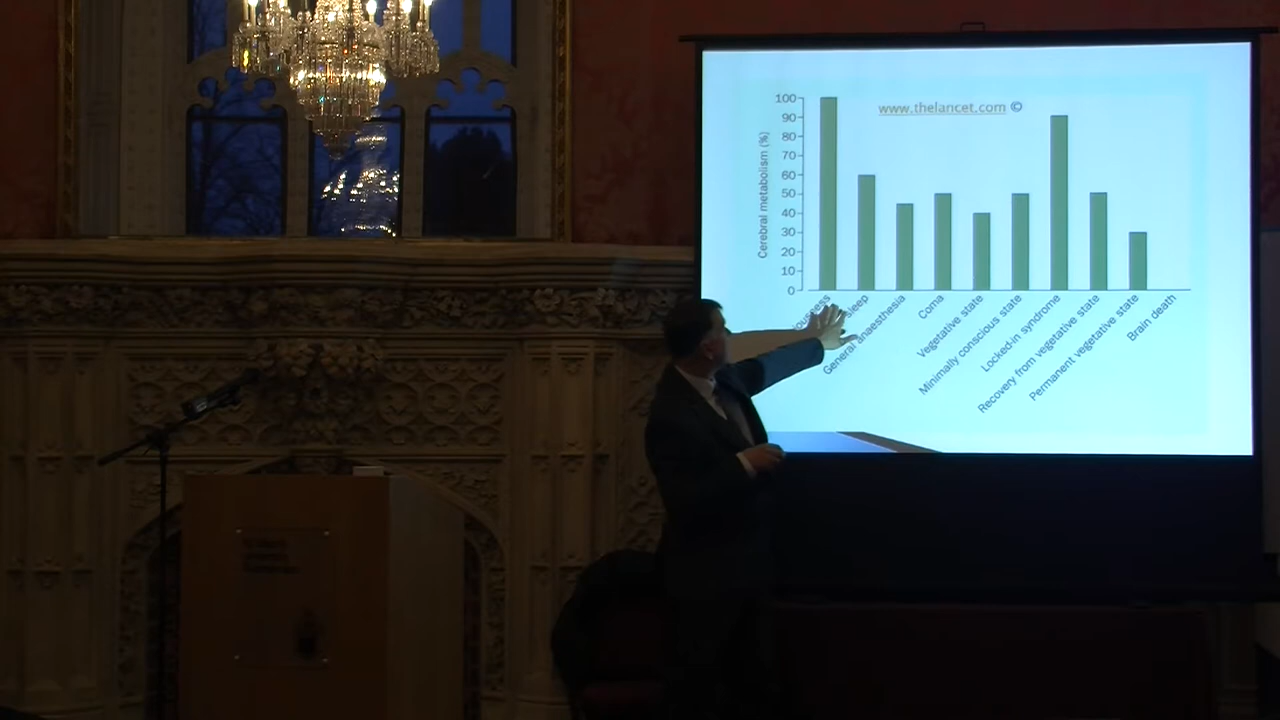 www.thelancet.com ©
Cerebral metabolism (%)
100
90
80
70
60
50
40
30
20
10
0
General anaesthesia
Coma
Vegetative state
Minimally conscious state
Locked-in syndrome
Recovery from vegetative state
Permanent vegetative state
Brain death